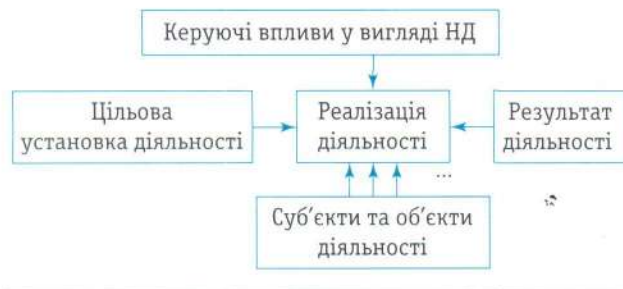 Керуючі впливи у вигляді НД
Цільова
установка діяльності
Реалізація
діяльності
Результат
діяльності
...
Суб’єкти та об’єкти
діяльності